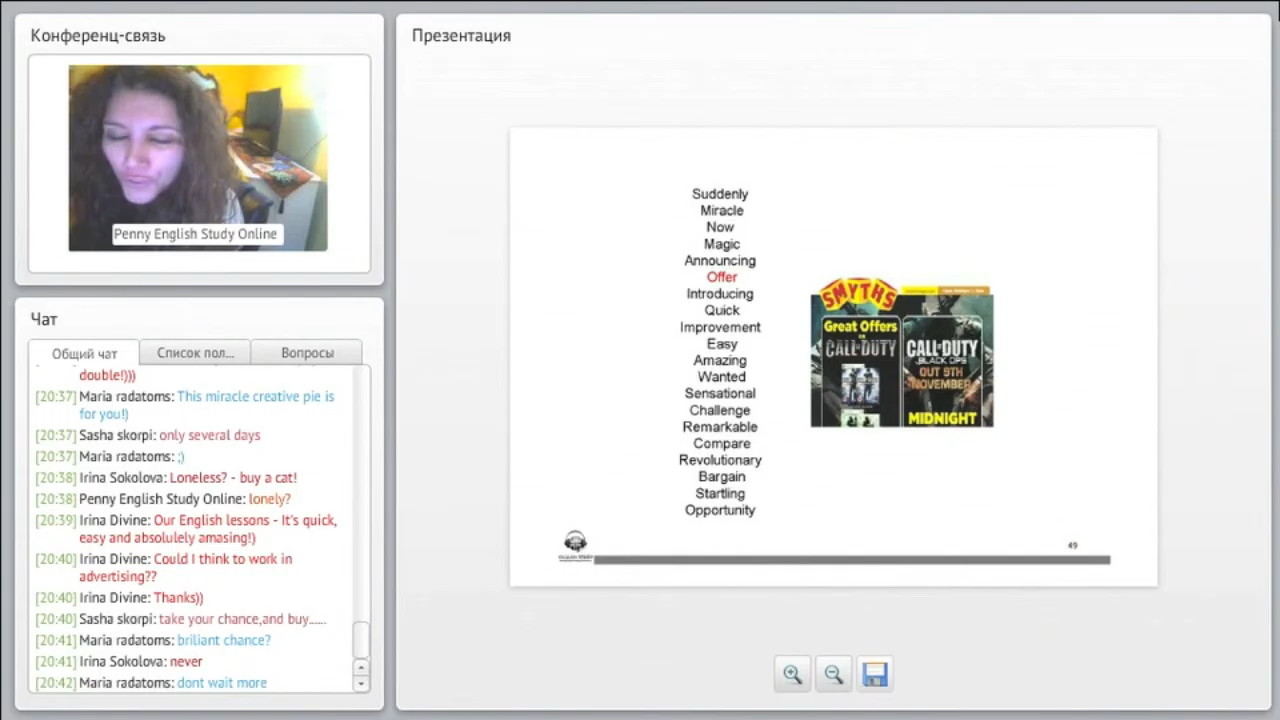 Конференц-связь
Penny English Study Online
Чат
Общий чат
Список пол...
Вопросы
double!)))
[20:37] Maria radatoms: This miracle creative pie is
for you!)
[20:37] Sasha skorpi: only several days
[20:37] Maria radatoms: ;)
[20:38] Irina Sokolova: Loneless? - buy a cat!
[20:38] Penny English Study Online: lonely?
[20:39] Irina Divine: Our English lessons - It's quick,
easy and absolulely amasing!)
[20:40] Irina Divine: Could I think to work in
advertising??
[20:40] Irina Divine: Thanks))
[20:40] Sasha skorpi: take your chance,and buy......
[20:41] Maria radatoms: briliant chance?
[20:41] Irina Sokolova: never
[20:42] Maria radatoms: dont wait more
Презентация
Suddenly
Miracle
Now
Magic
Announcing
Offer
Introducing
Quick
Improvement
Easy
Amazing
Wanted
Sensational
Challenge
Remarkable
Compare
Revolutionary
Bargain
Startling
Opportunity
SMYTHS
Great Offers
CALL OF DUTY
CALL OF DUTY
BLACK OPS
OUT 9TH
NOVEMBER
MIDNIGHT
49